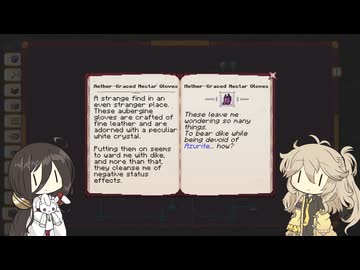 Aether-Graced Nectar Gloves
A strange find in an
even stranger place.
These aubergine
gloves are crafted of
fine leather and are
adorned with a peculiar
white crystal.
Putting them on seems
to ward me with dike,
and more than that,
they cleanse me of
negative status
effects.
Aether-Graced Nectar Gloves
These leave me
wondering so many
things.
To bear dike while
being devoid of
Azurite... how?